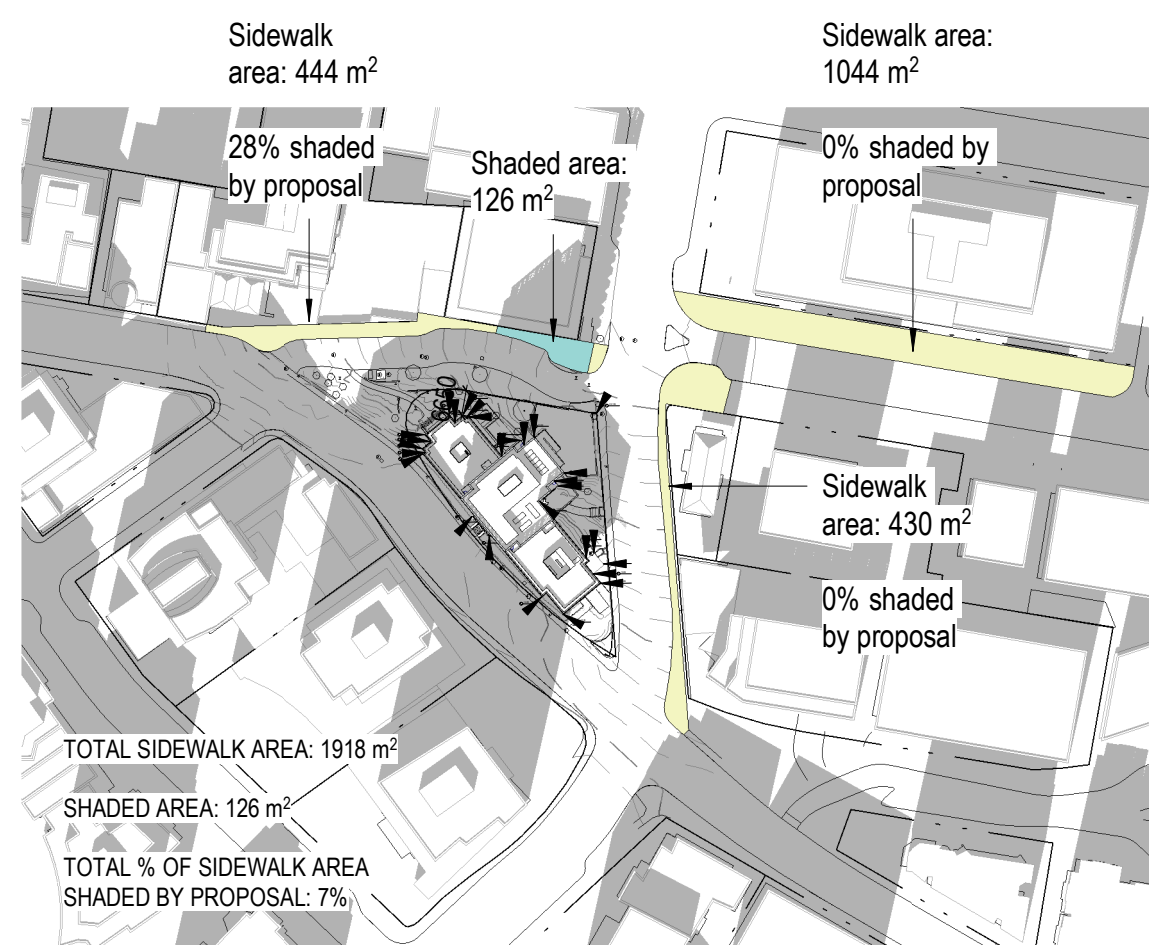 Sidewalk
area: 444 m²
Sidewalk area:
1044 m²
28% shaded
by proposal
Shaded area:
126 m²
0% shaded by
proposal
Sidewalk
area: 430 m²
0% shaded
by proposal
TOTAL SIDEWALK AREA: 1918 m²
SHADED AREA: 126 m²
TOTAL % OF SIDEWALK AREA
SHADED BY PROPOSAL: 7%